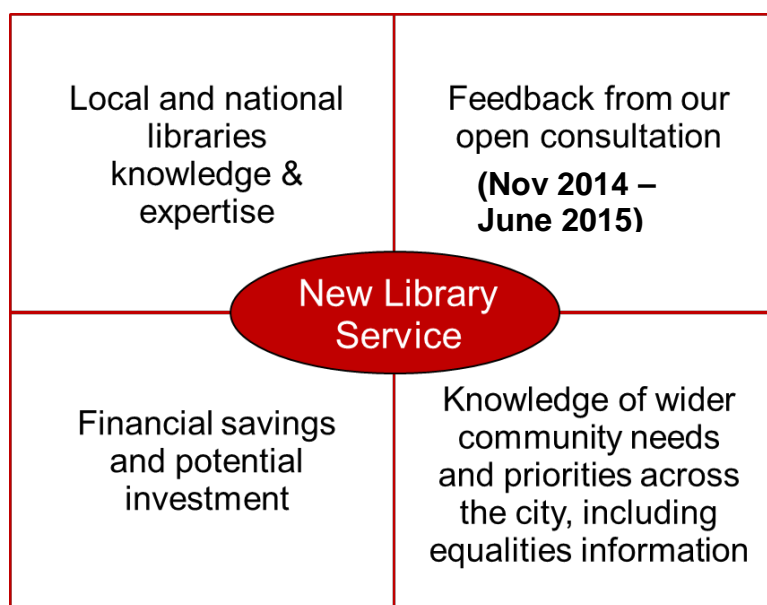 Local and national
libraries
knowledge &
expertise
Feedback from our
open consultation
(Nov 2014 –
June 2015)
New Library
Service
Financial savings
and potential
investment
Knowledge of wider
community needs
and priorities across
the city, including
equalities information